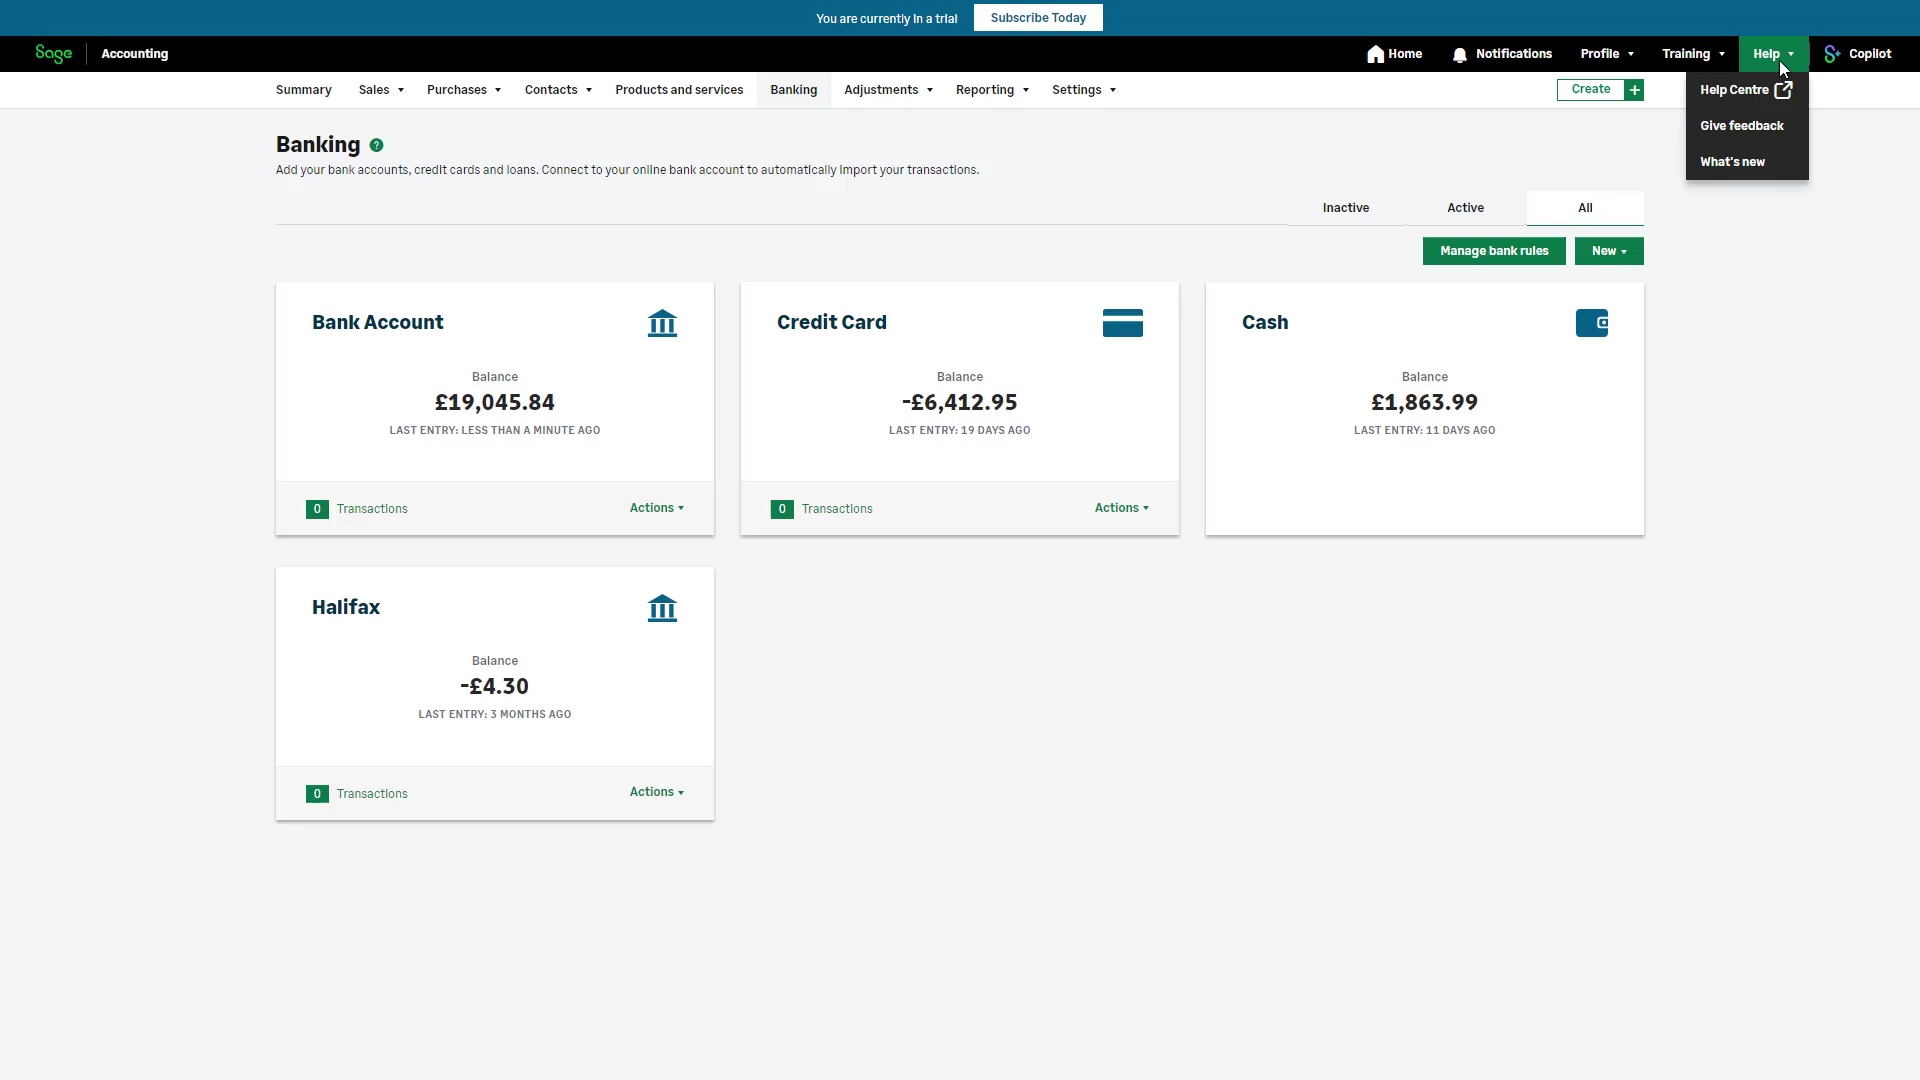 You are currently in a trial Subscribe Today
Sage Accounting Home Notifications Profile Training Help Copilot
Summary Sales Purchases Contacts Products and services Banking Adjustments Reporting Settings Create +
Help Centre
Give feedback
What's new
Banking ?
Add your bank accounts, credit cards and loans. Connect to your online bank account to automatically import your transactions.
Inactive Active All
Manage bank rules New
Bank Account
Balance
£19,045.84
LAST ENTRY: LESS THAN A MINUTE AGO
0 Transactions Actions
Credit Card
Balance
-£6,412.95
LAST ENTRY: 19 DAYS AGO
0 Transactions Actions
Cash
Balance
£1,863.99
LAST ENTRY: 11 DAYS AGO
Halifax
Balance
-£4.30
LAST ENTRY: 3 MONTHS AGO
0 Transactions Actions